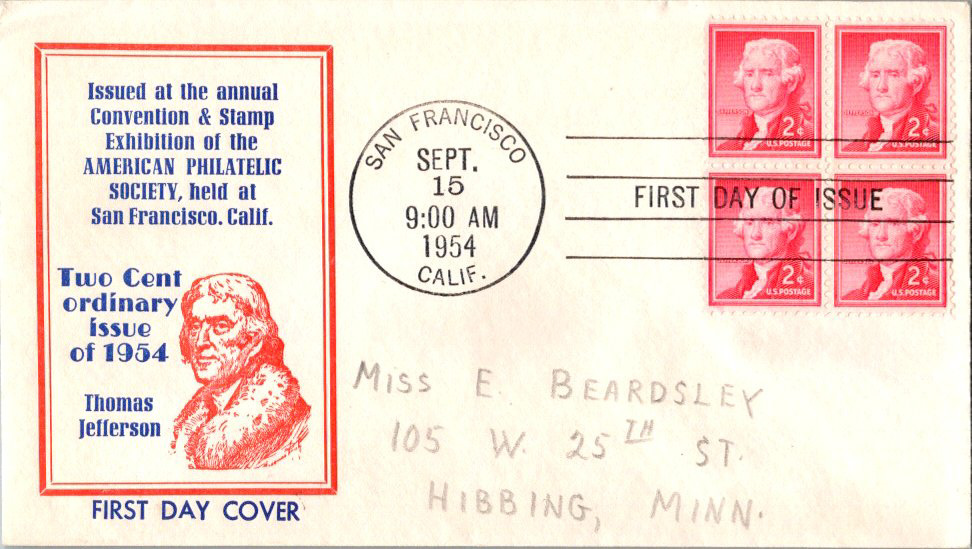 Issued at the annual
Convention & Stamp
Exhibition of the
AMERICAN PHILATELIC
SOCIETY, held at
San Francisco. Calif.
Two Cent
ordinary
issue
of 1954
Thomas
Jefferson
FIRST DAY COVER
SAN FRANCISCO
SEPT.
15
9:00 AM
1954
CALIF.
JEFFERSON 2¢
U.S. POSTAGE
JEFFERSON 2¢
U.S. POSTAGE
FIRST DAY OF ISSUE
2¢
U.S. POSTAGE
2¢
U.S. POSTAGE
MISS E. BEARDSLEY
105 W. 25TH ST.
HIBBING, MINN.